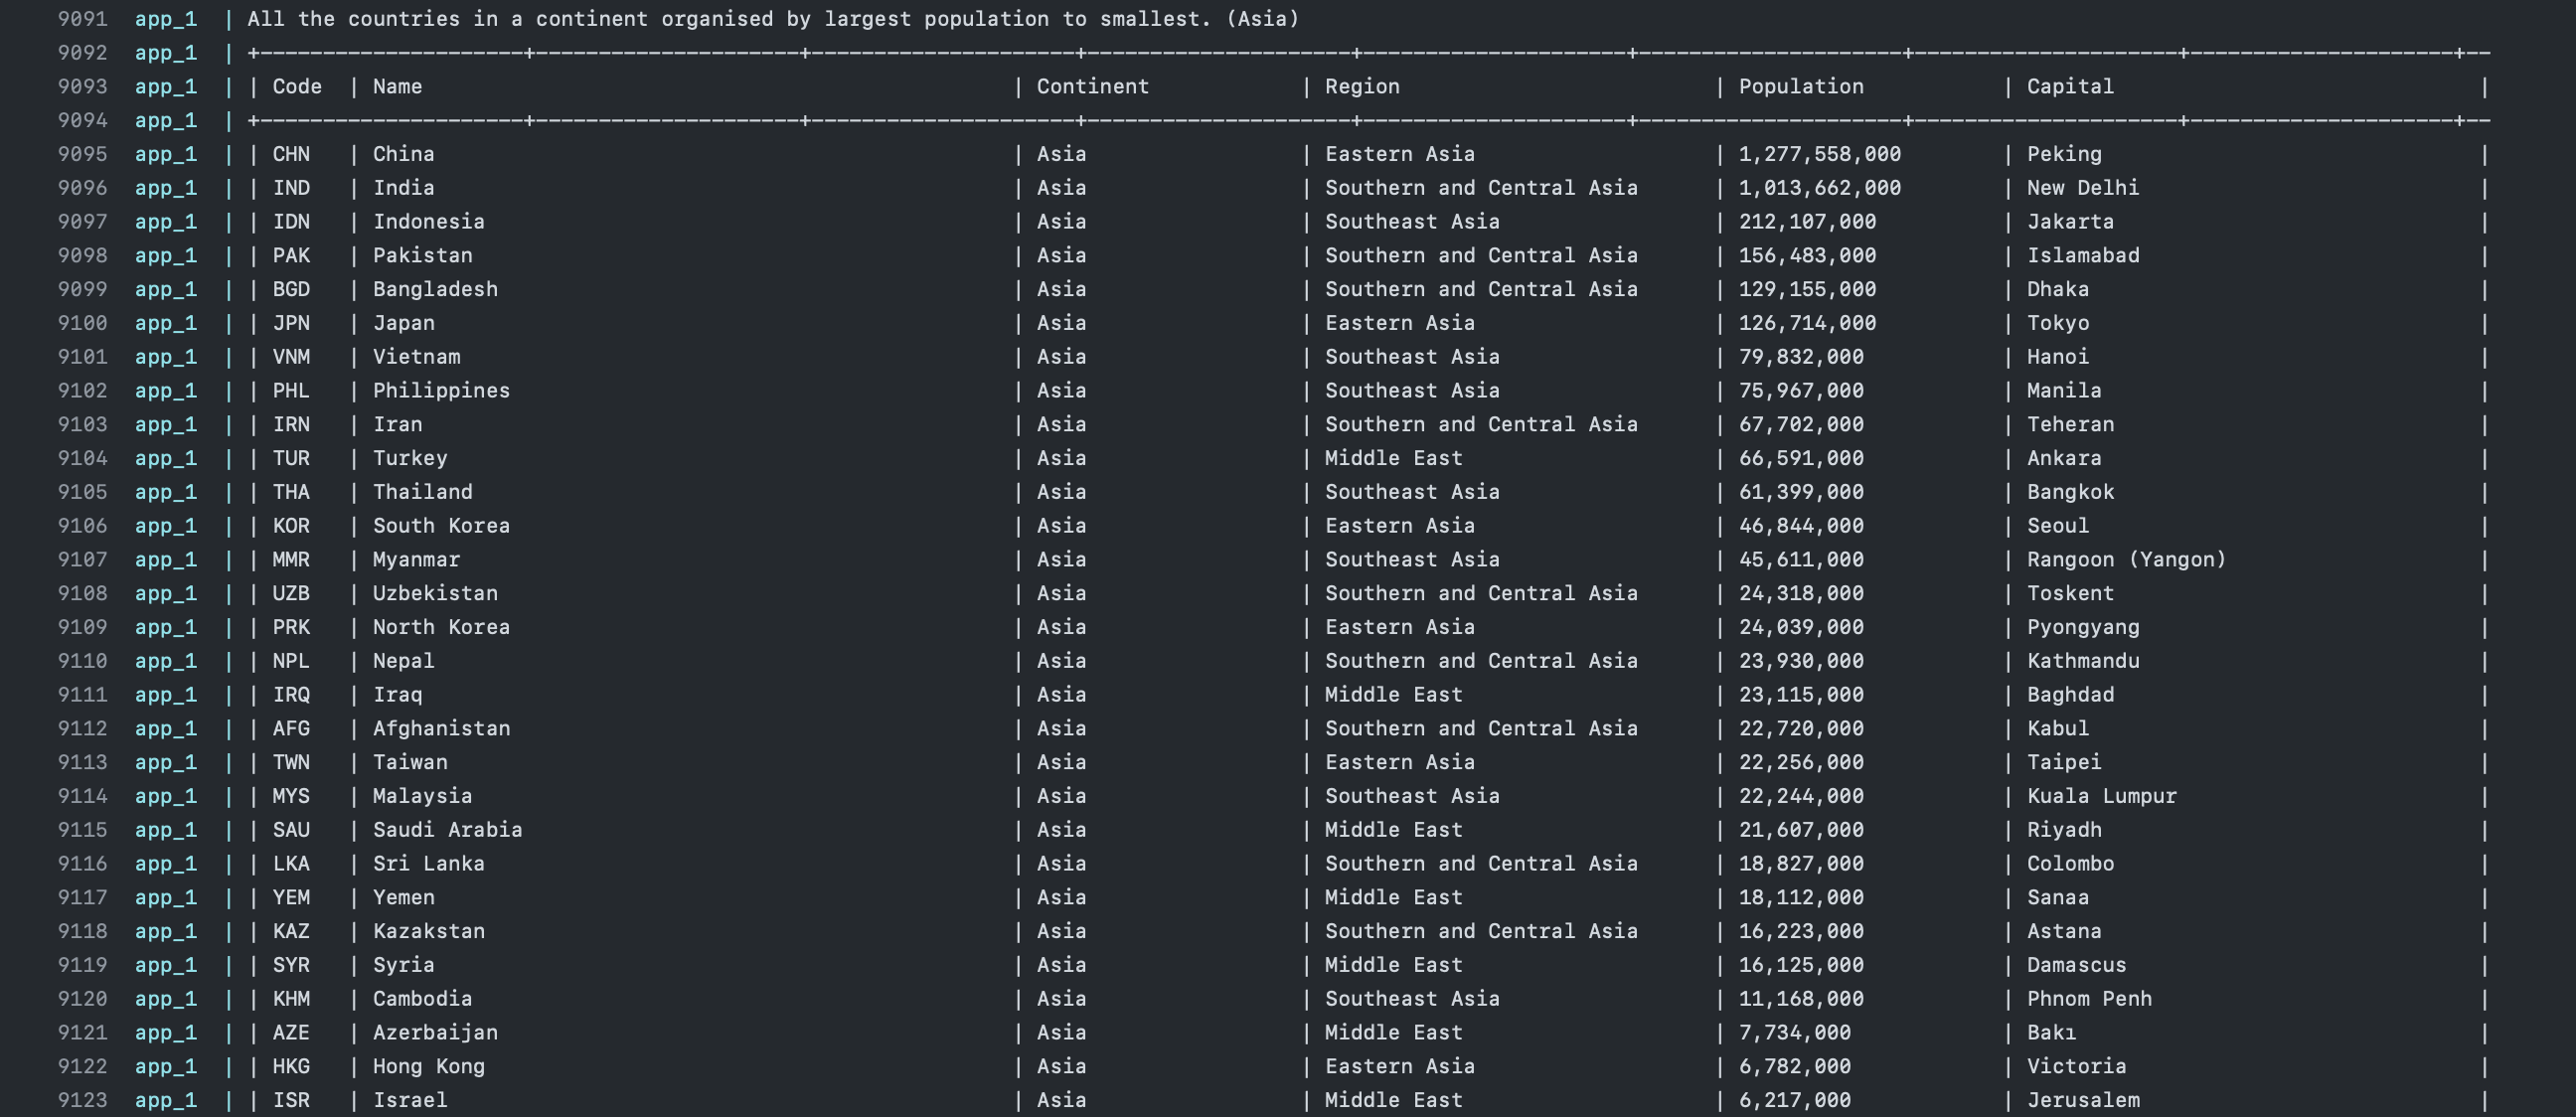 9091 app_1 | All the countries in a continent organised by largest population to smallest. (Asia)
9092 app_1 | +---------------------+---------------------+---------------------+---------------------+---------------------+---------------------+---------------------+---------------------+--
9093 app_1 | | Code | Name | Continent | Region | Population | Capital |
9094 app_1 | +---------------------+---------------------+---------------------+---------------------+---------------------+---------------------+---------------------+---------------------+--
9095 app_1 | | CHN | China | Asia | Eastern Asia | 1,277,558,000 | Peking |
9096 app_1 | | IND | India | Asia | Southern and Central Asia | 1,013,662,000 | New Delhi |
9097 app_1 | | IDN | Indonesia | Asia | Southeast Asia | 212,107,000 | Jakarta |
9098 app_1 | | PAK | Pakistan | Asia | Southern and Central Asia | 156,483,000 | Islamabad |
9099 app_1 | | BGD | Bangladesh | Asia | Southern and Central Asia | 129,155,000 | Dhaka |
9100 app_1 | | JPN | Japan | Asia | Eastern Asia | 126,714,000 | Tokyo |
9101 app_1 | | VNM | Vietnam | Asia | Southeast Asia | 79,832,000 | Hanoi |
9102 app_1 | | PHL | Philippines | Asia | Southeast Asia | 75,967,000 | Manila |
9103 app_1 | | IRN | Iran | Asia | Southern and Central Asia | 67,702,000 | Teheran |
9104 app_1 | | TUR | Turkey | Asia | Middle East | 66,591,000 | Ankara |
9105 app_1 | | THA | Thailand | Asia | Southeast Asia | 61,399,000 | Bangkok |
9106 app_1 | | KOR | South Korea | Asia | Eastern Asia | 46,844,000 | Seoul |
9107 app_1 | | MMR | Myanmar | Asia | Southeast Asia | 45,611,000 | Rangoon (Yangon) |
9108 app_1 | | UZB | Uzbekistan | Asia | Southern and Central Asia | 24,318,000 | Toskent |
9109 app_1 | | PRK | North Korea | Asia | Eastern Asia | 24,039,000 | Pyongyang |
9110 app_1 | | NPL | Nepal | Asia | Southern and Central Asia | 23,930,000 | Kathmandu |
9111 app_1 | | IRQ | Iraq | Asia | Middle East | 23,115,000 | Baghdad |
9112 app_1 | | AFG | Afghanistan | Asia | Southern and Central Asia | 22,720,000 | Kabul |
9113 app_1 | | TWN | Taiwan | Asia | Eastern Asia | 22,256,000 | Taipei |
9114 app_1 | | MYS | Malaysia | Asia | Southeast Asia | 22,244,000 | Kuala Lumpur |
9115 app_1 | | SAU | Saudi Arabia | Asia | Middle East | 21,607,000 | Riyadh |
9116 app_1 | | LKA | Sri Lanka | Asia | Southern and Central Asia | 18,827,000 | Colombo |
9117 app_1 | | YEM | Yemen | Asia | Middle East | 18,112,000 | Sanaa |
9118 app_1 | | KAZ | Kazakstan | Asia | Southern and Central Asia | 16,223,000 | Astana |
9119 app_1 | | SYR | Syria | Asia | Middle East | 16,125,000 | Damascus |
9120 app_1 | | KHM | Cambodia | Asia | Southeast Asia | 11,168,000 | Phnom Penh |
9121 app_1 | | AZE | Azerbaijan | Asia | Middle East | 7,734,000 | Bakı |
9122 app_1 | | HKG | Hong Kong | Asia | Eastern Asia | 6,782,000 | Victoria |
9123 app_1 | | ISR | Israel | Asia | Middle East | 6,217,000 | Jerusalem |